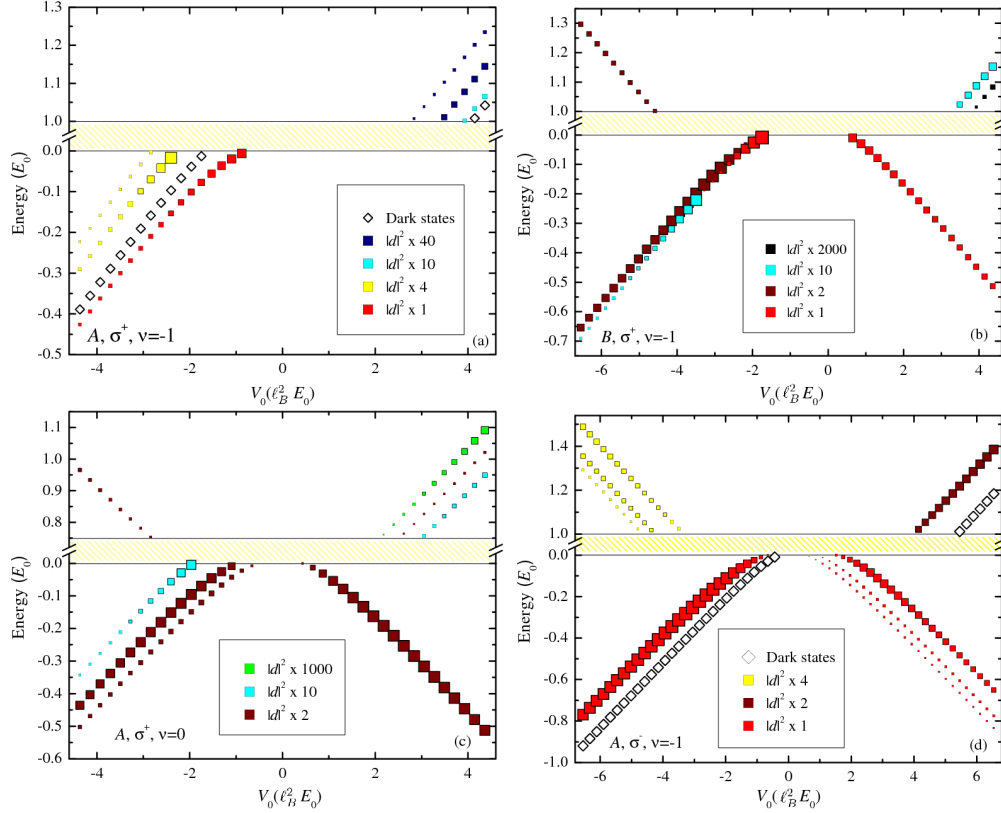 1.3
1.2
1.1
1.0
0.0
-0.1
-0.2
-0.3
-0.4
-0.5
Energy (E₀)
-4
-2
0
2
4
V₀(ℓ_B² E₀)
Dark states
|d|² x 40
|d|² x 10
|d|² x 4
|d|² x 1
A, σ⁺, ν=-1
(a)
1.3
1.2
1.1
1.0
0.0
-0.1
-0.2
-0.3
-0.4
-0.5
-0.6
-0.7
Energy (E₀)
-6
-4
-2
0
2
4
V₀(ℓ_B² E₀)
|d|² x 2000
|d|² x 10
|d|² x 2
|d|² x 1
B, σ⁺, ν=-1
(b)
1.1
1.0
0.9
0.8
0.0
-0.1
-0.2
-0.3
-0.4
-0.5
-0.6
Energy (E₀)
-4
-2
0
2
4
V₀(ℓ_B² E₀)
|d|² x 1000
|d|² x 10
|d|² x 2
A, σ⁺, ν=0
(c)
1.4
1.2
1.0
0.0
-0.2
-0.4
-0.6
-0.8
-1.0
Energy (E₀)
-6
-4
-2
0
2
4
6
V₀(ℓ_B² E₀)
Dark states
|d|² x 4
|d|² x 2
|d|² x 1
A, σ⁻, ν=-1
(d)